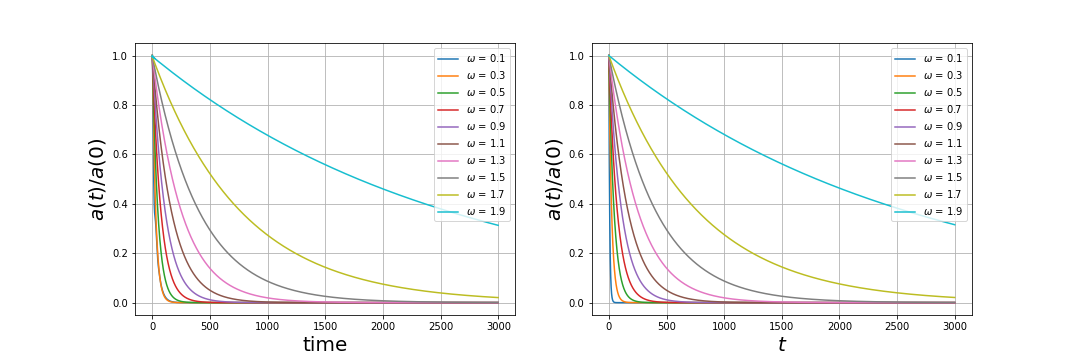 a(t)/a(0)
1.0
0.8
0.6
0.4
0.2
0.0
0 500 1000 1500 2000 2500 3000
time
ω = 0.1
ω = 0.3
ω = 0.5
ω = 0.7
ω = 0.9
ω = 1.1
ω = 1.3
ω = 1.5
ω = 1.7
ω = 1.9
a(t)/a(0)
1.0
0.8
0.6
0.4
0.2
0.0
0 500 1000 1500 2000 2500 3000
t
ω = 0.1
ω = 0.3
ω = 0.5
ω = 0.7
ω = 0.9
ω = 1.1
ω = 1.3
ω = 1.5
ω = 1.7
ω = 1.9